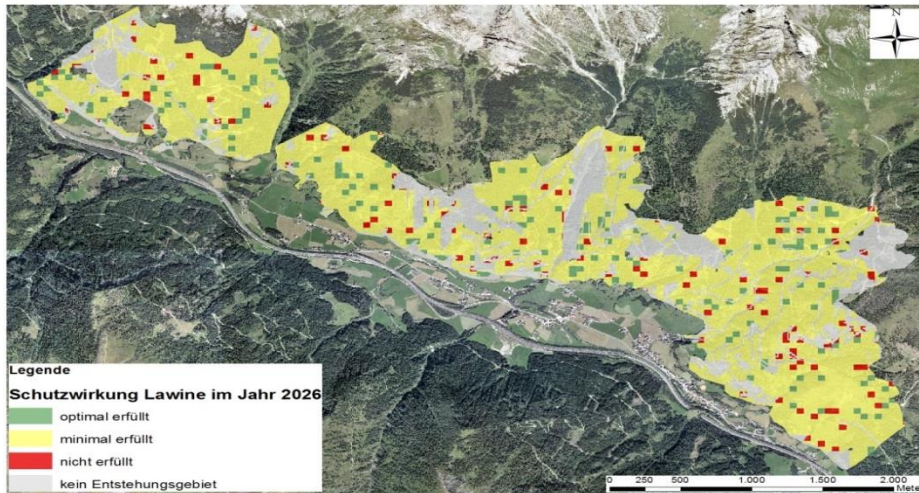 N
Legende
Schutzwirkung Lawine im Jahr 2026
optimal erfüllt
minimal erfüllt
nicht erfüllt
kein Entstehungsgebiet
0 250 500 1.000 1.500 2.000
Mete